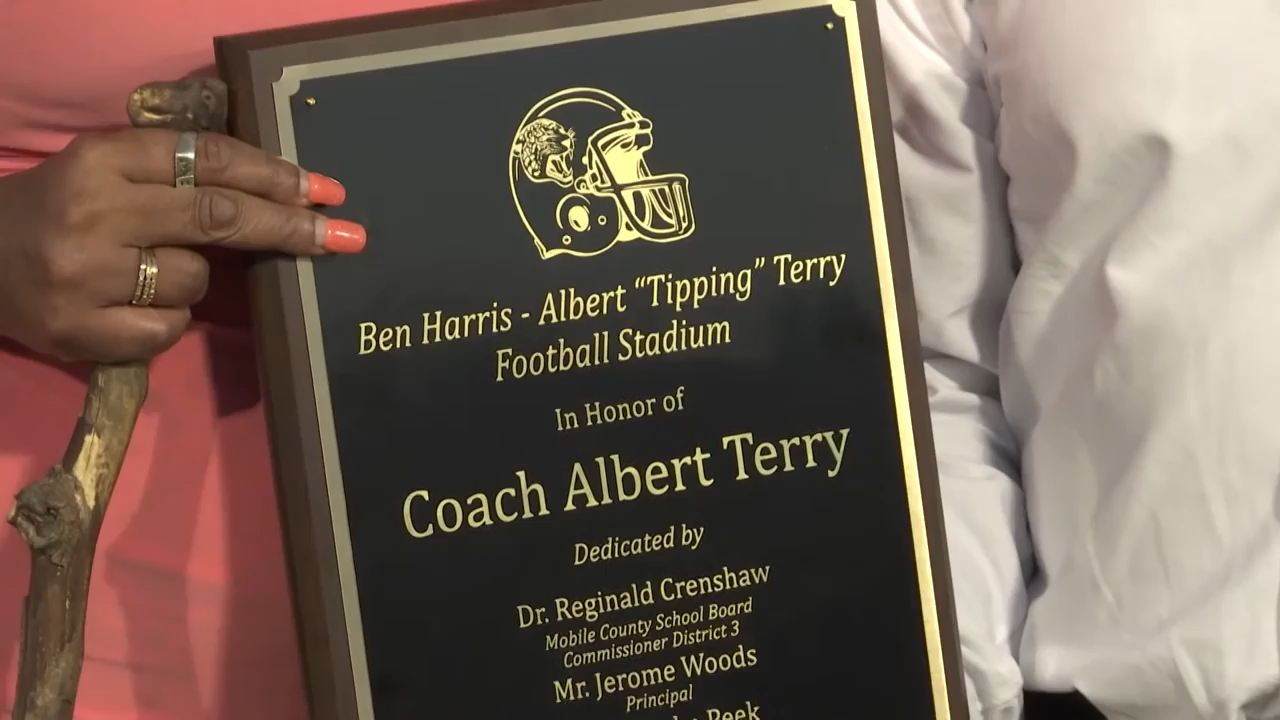 Ben Harris - Albert “Tipping” Terry
Football Stadium
In Honor of
Coach Albert Terry
Dedicated by
Dr. Reginald Crenshaw
Mobile County School Board
Commissioner District 3
Mr. Jerome Woods
Principal
Peek